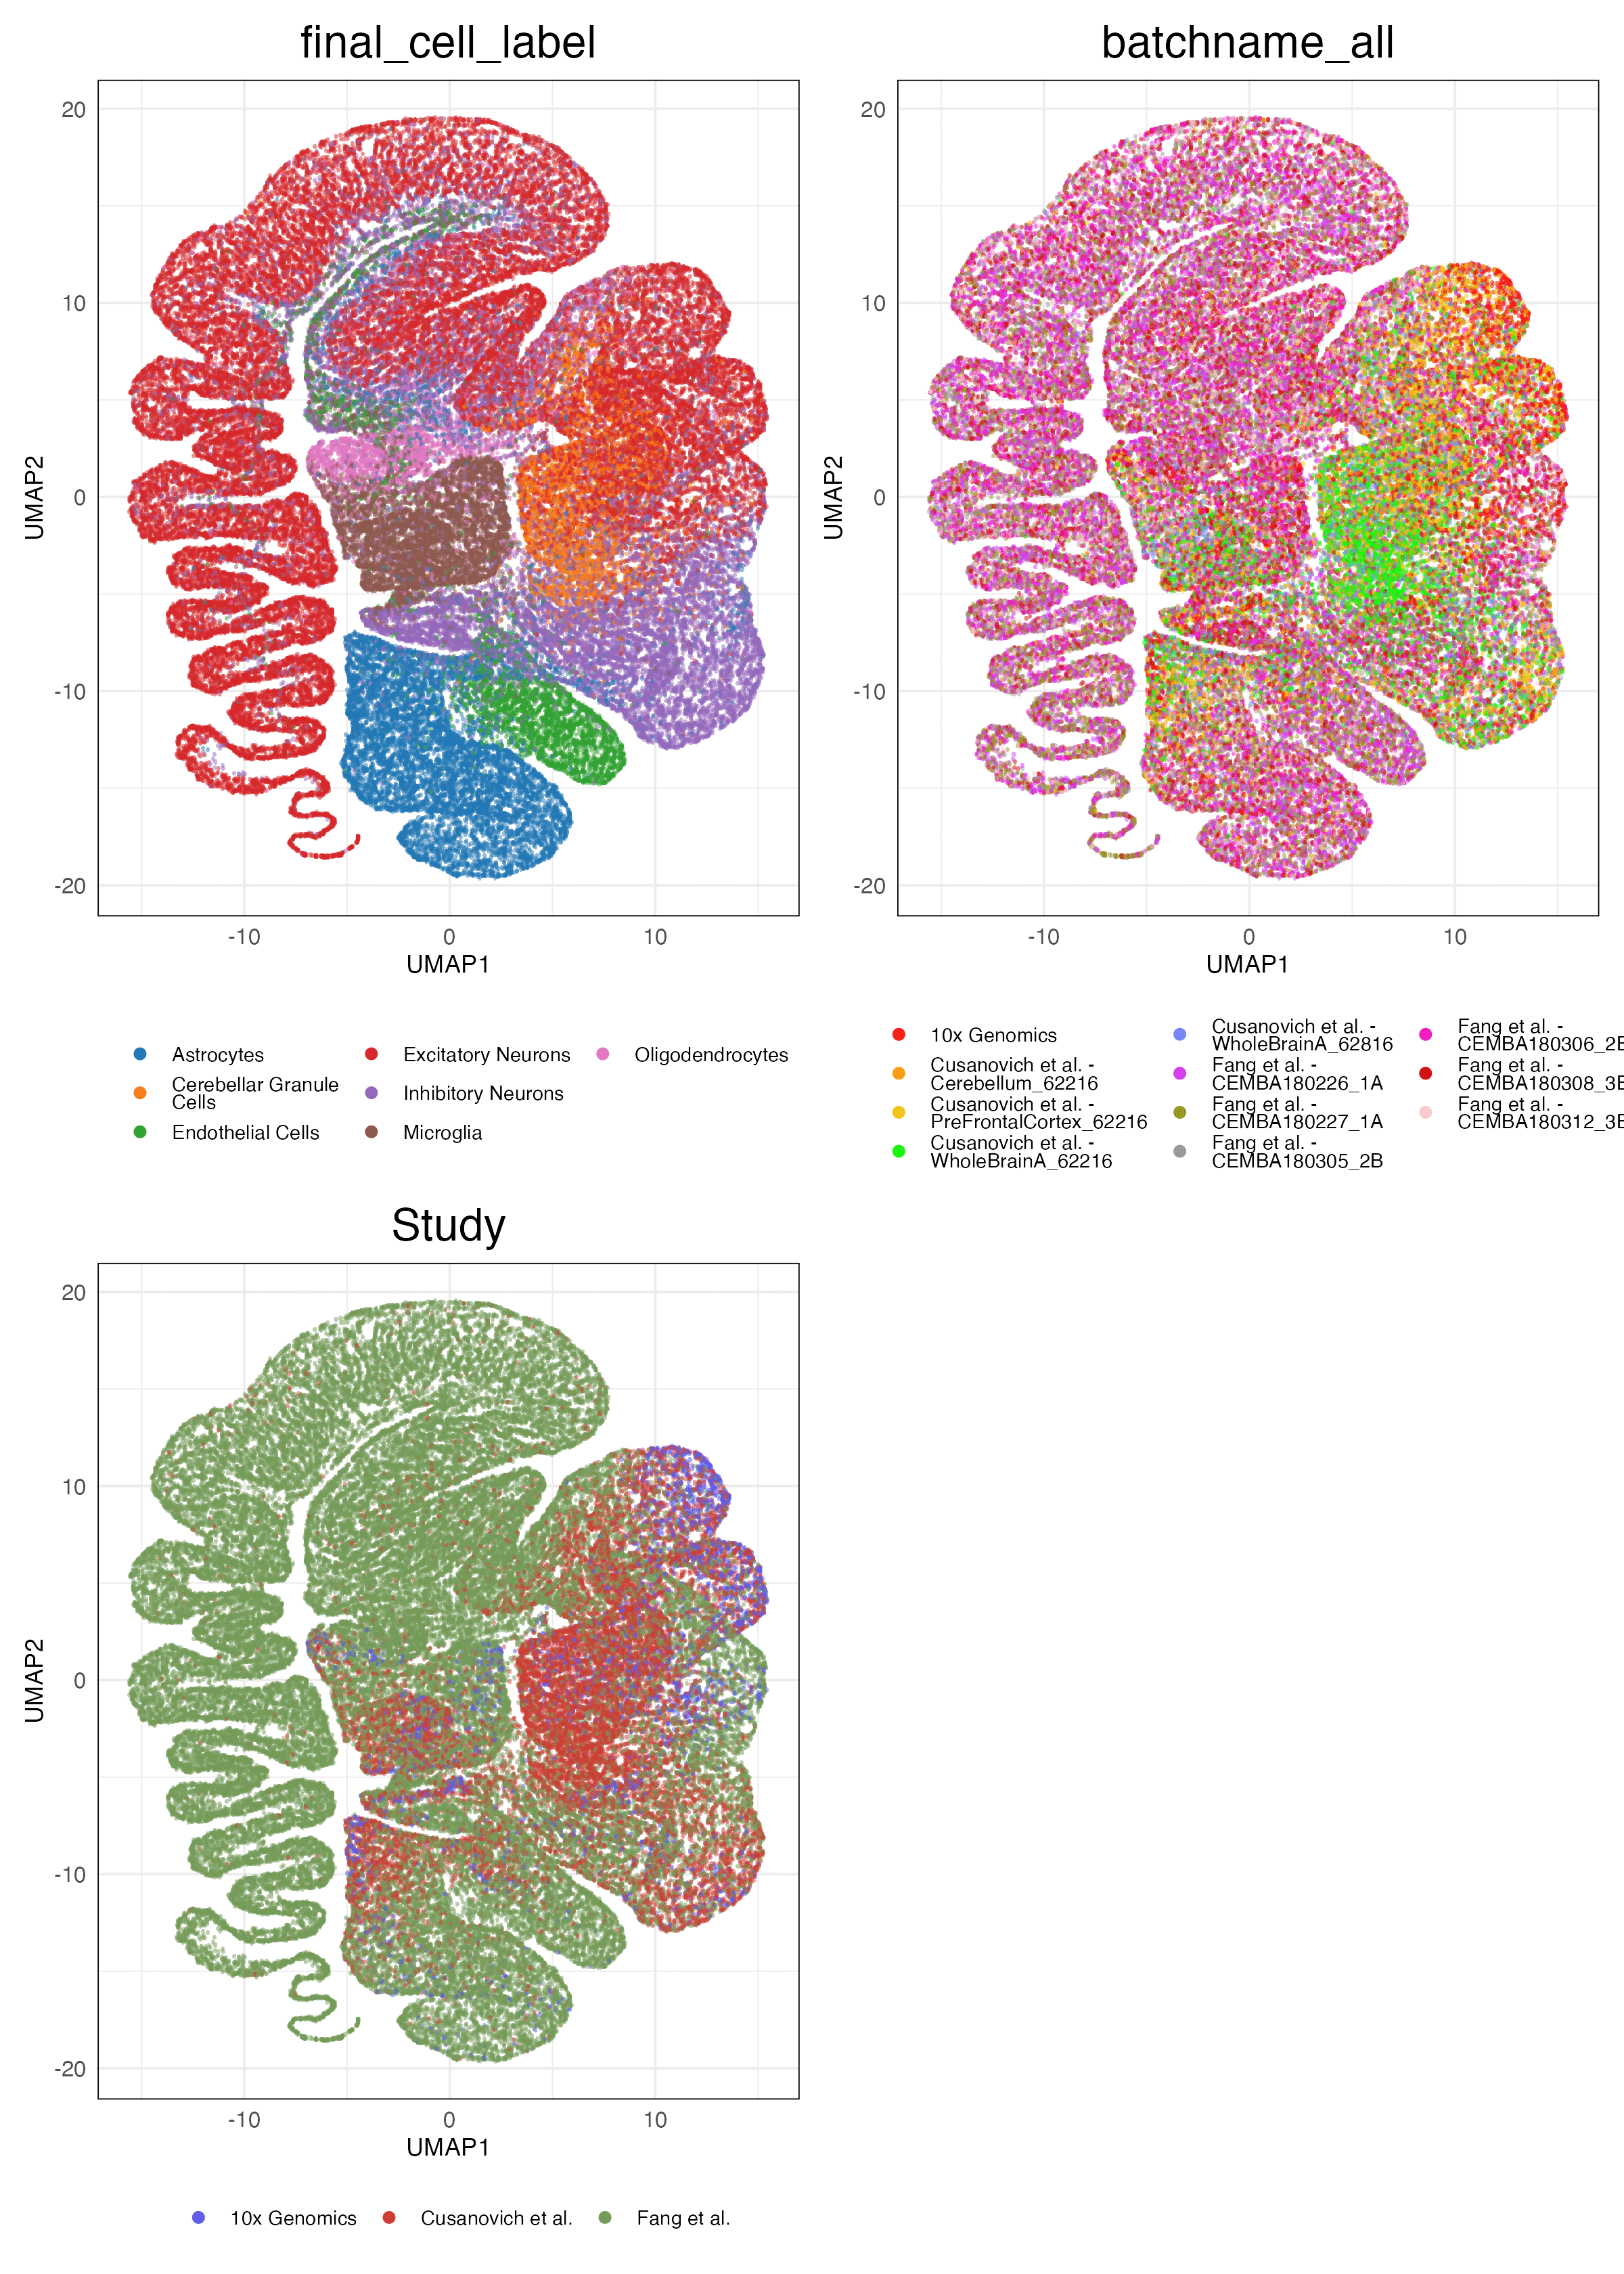 final_cell_label
batchname_all
20
10
0
-10
-20
UMAP2
-10 0 10
UMAP1
20
10
0
-10
-20
UMAP2
-10 0 10
UMAP1
Astrocytes
Cerebellar Granule
Cells
Endothelial Cells
Excitatory Neurons
Inhibitory Neurons
Microglia
Oligodendrocytes
10x Genomics
Cusanovich et al. -
Cerebellum_62216
Cusanovich et al. -
PreFrontalCortex_62216
Cusanovich et al. -
WholeBrainA_62216
Cusanovich et al. -
WholeBrainA_62816
Fang et al. -
CEMBA180226_1A
Fang et al. -
CEMBA180227_1A
Fang et al. -
CEMBA180305_2B
Fang et al. -
CEMBA180306_2B
Fang et al. -
CEMBA180308_3B
Fang et al. -
CEMBA180312_3B
Study
20
10
0
-10
-20
UMAP2
-10 0 10
UMAP1
10x Genomics
Cusanovich et al.
Fang et al.